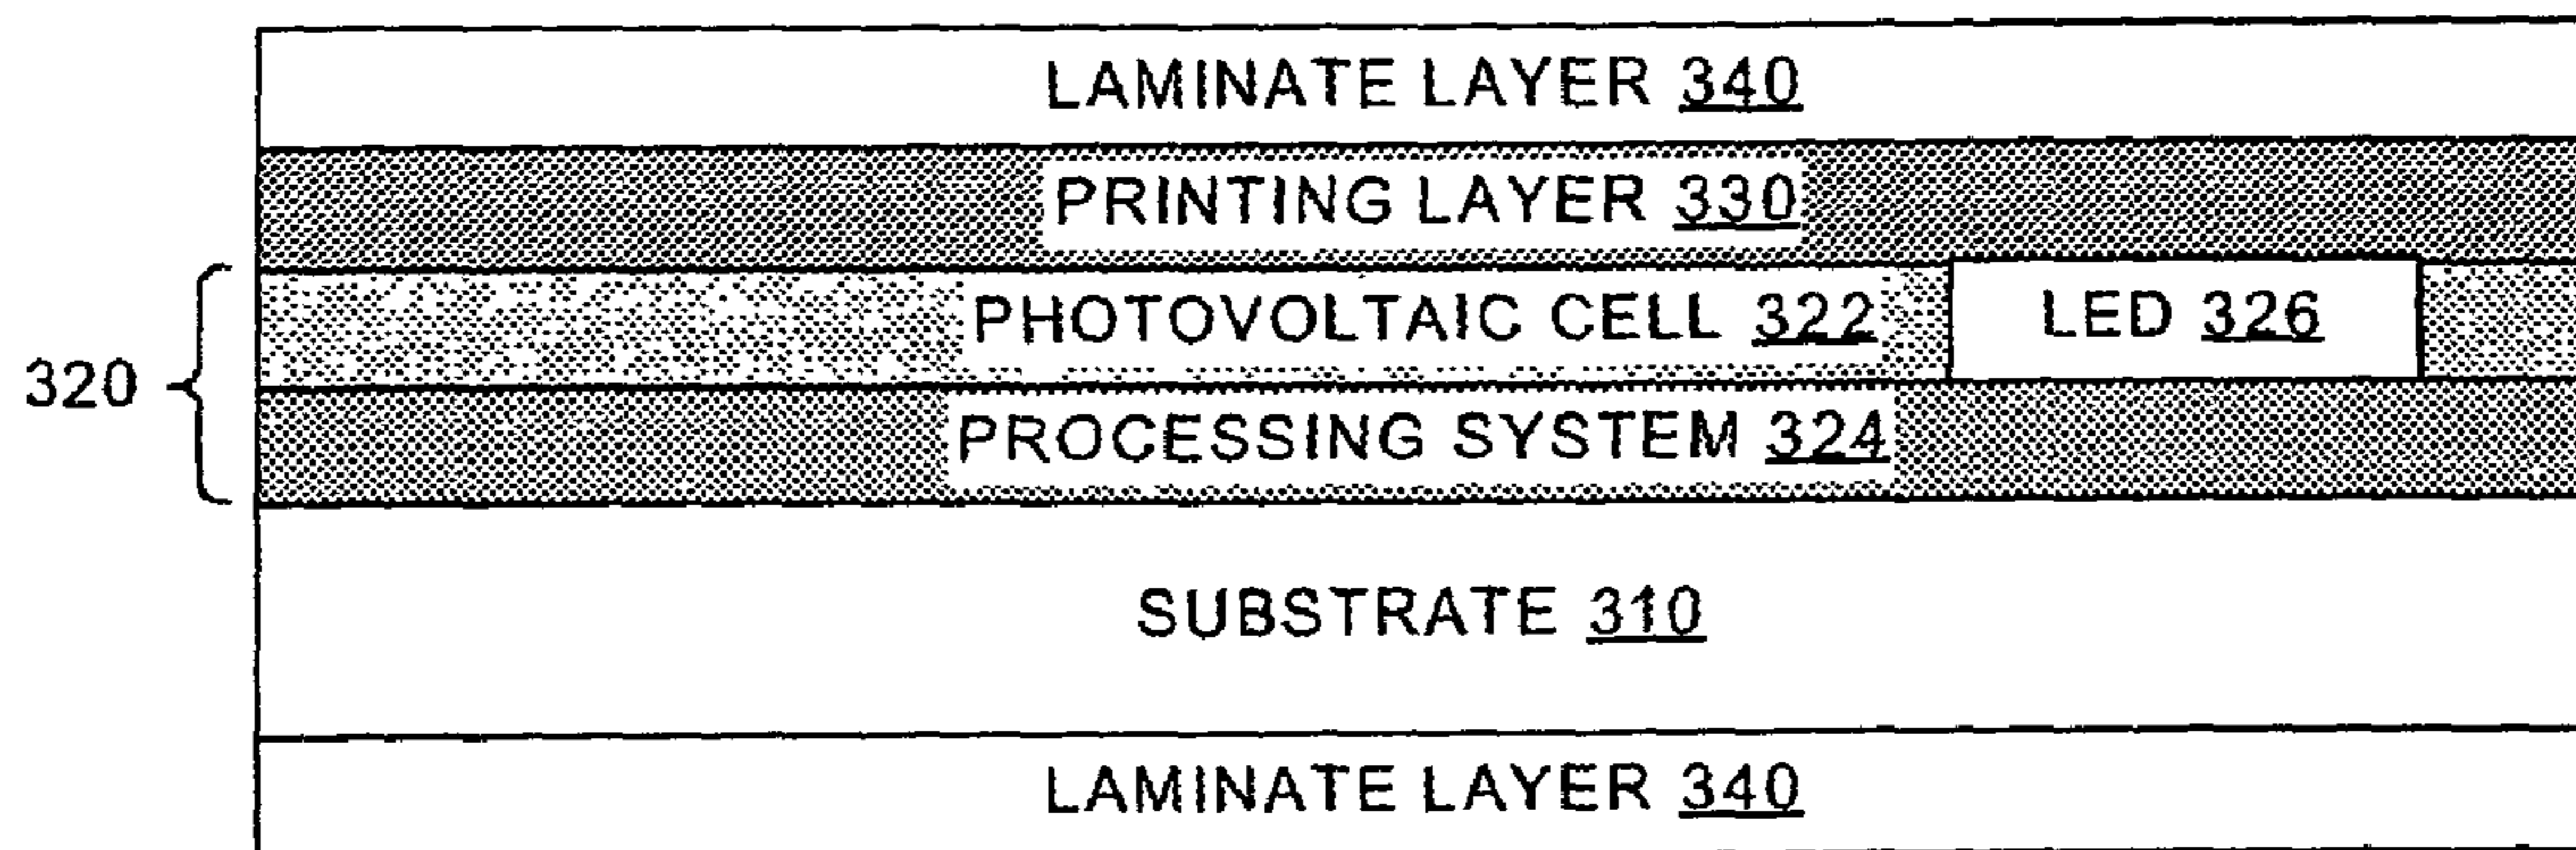 LAMINATE LAYER 340
PRINTING LAYER 330
PHOTOVOLTAIC CELL 322
LED 326
320
PROCESSING SYSTEM 324
SUBSTRATE 310
LAMINATE LAYER 340